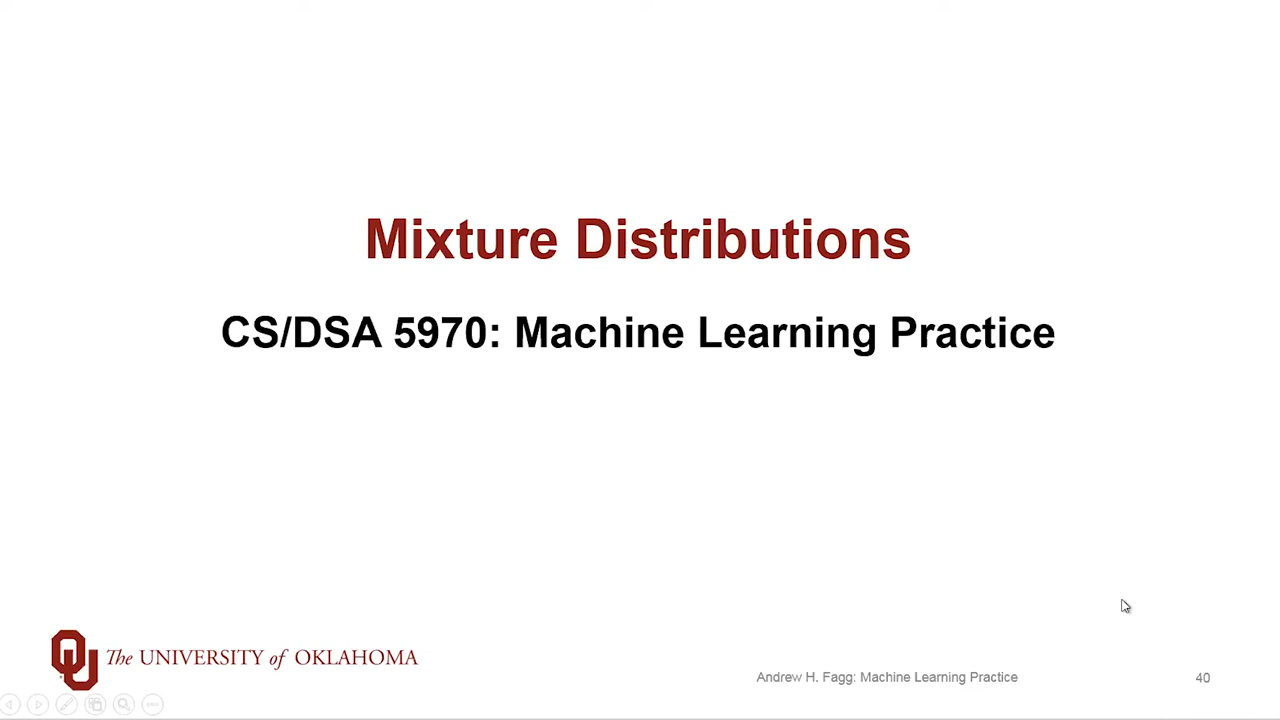 Mixture Distributions
CS/DSA 5970: Machine Learning Practice
The UNIVERSITY of OKLAHOMA
Andrew H. Fagg: Machine Learning Practice
40